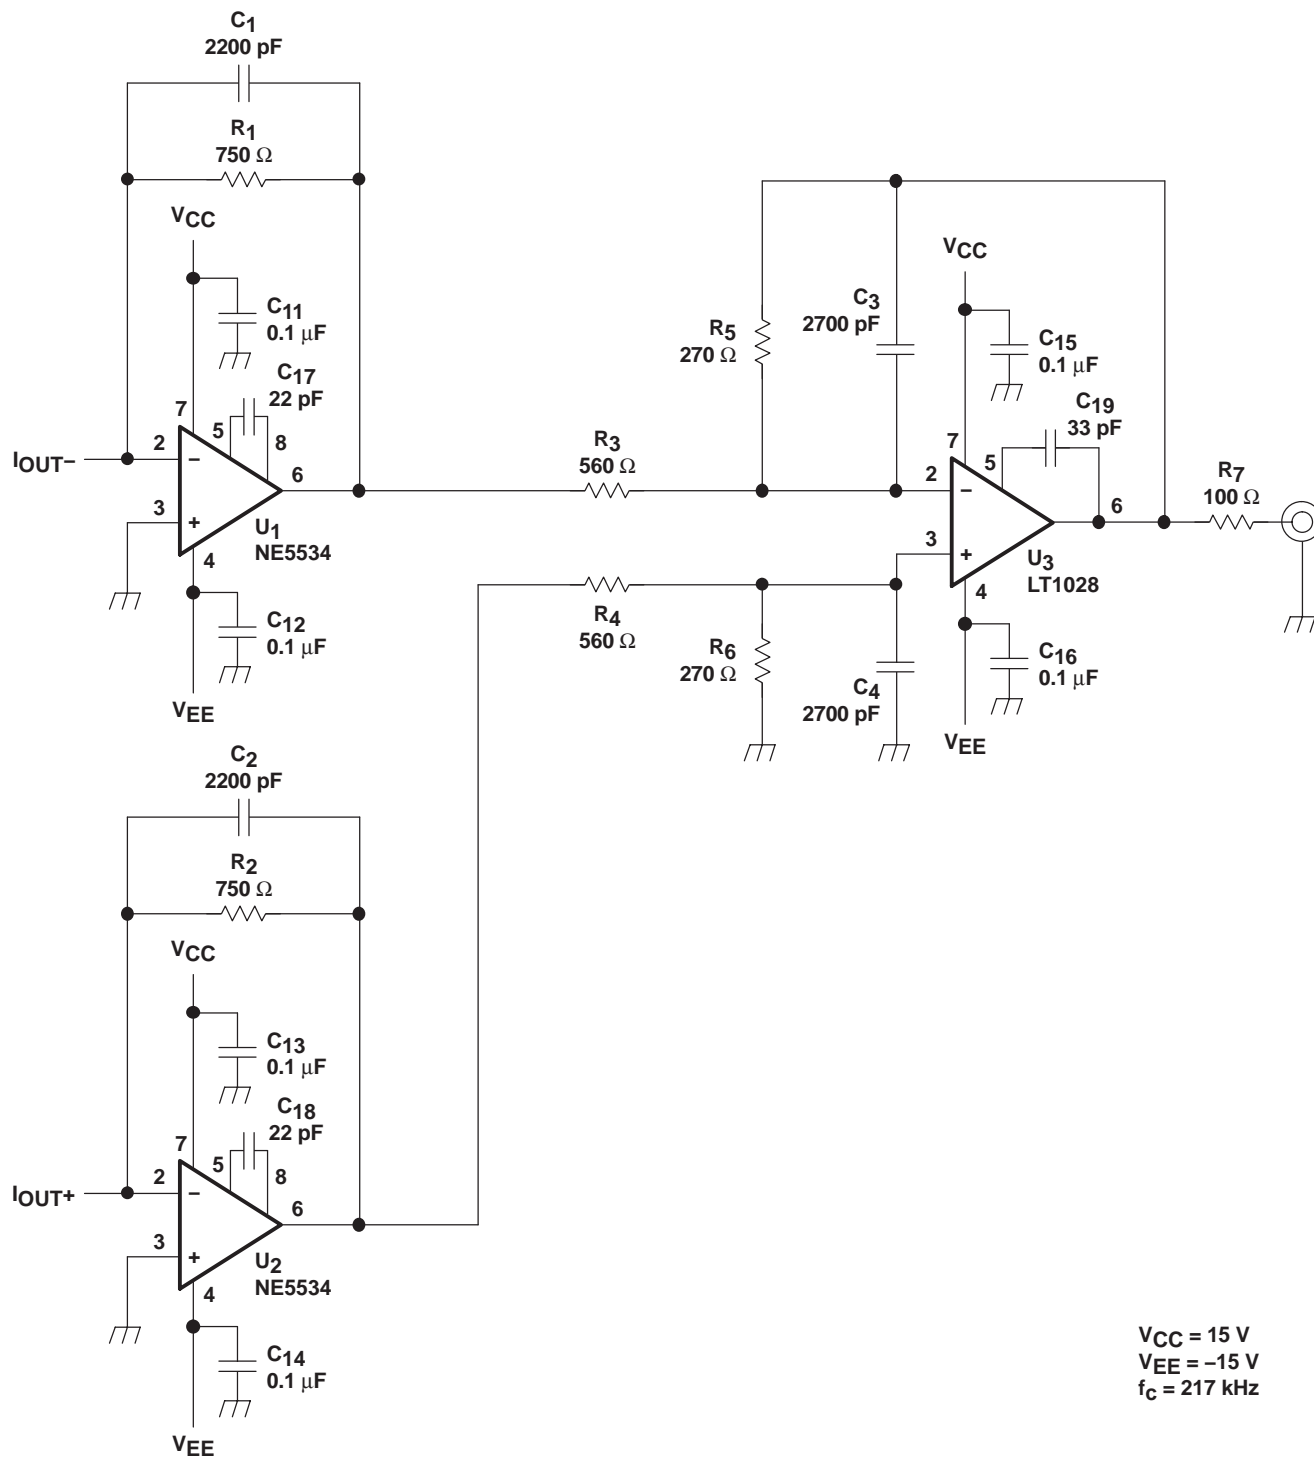 C1
2200 pF
R1
750 Ω
VCC
C11
0.1 μF
C17
22 pF
7
5
8
2
IOUT–
–
6
3
+
U1
NE5534
4
C12
0.1 μF
VEE
R3
560 Ω
R5
270 Ω
C3
2700 pF
VCC
C15
0.1 μF
C19
33 pF
7
5
2
–
6
3
+
U3
LT1028
4
R7
100 Ω
R4
560 Ω
R6
270 Ω
C4
2700 pF
C16
0.1 μF
VEE
C2
2200 pF
R2
750 Ω
VCC
C13
0.1 μF
C18
22 pF
7
5
8
2
IOUT+
–
6
3
+
U2
NE5534
4
C14
0.1 μF
VEE
VCC = 15 V
VEE = –15 V
fC = 217 kHz